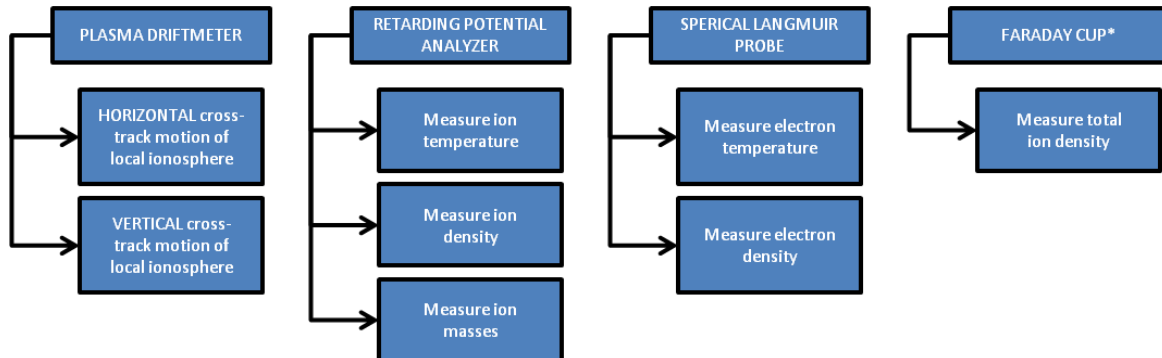 PLASMA DRIFTMETER
HORIZONTAL cross-
track motion of
local ionosphere
VERTICAL cross-
track motion of
local ionosphere
RETARDING POTENTIAL
ANALYZER
Measure ion
temperature
Measure ion
density
Measure ion
masses
SPERICAL LANGMUIR
PROBE
Measure electron
temperature
Measure electron
density
FARADAY CUP*
Measure total
ion density